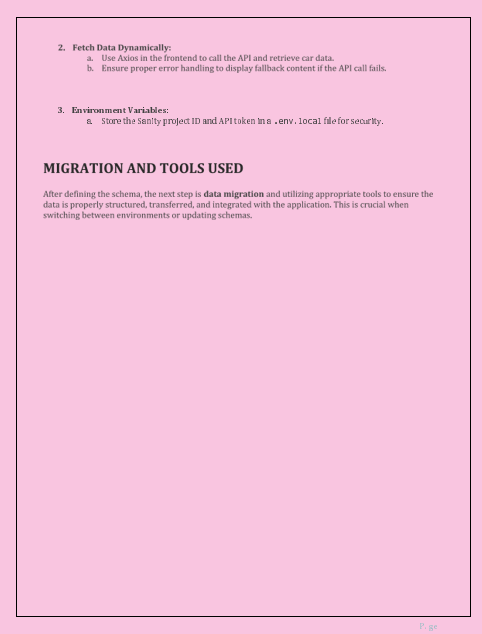 2. Fetch Data Dynamically:
a. Use Axios in the frontend to call the API and retrieve car data.
b. Ensure proper error handling to display fallback content if the API call fails.
3. Environment Variables:
a. Store the Sanity project ID and API token in a .env.local file for security.
MIGRATION AND TOOLS USED
After defining the schema, the next step is data migration and utilizing appropriate tools to ensure the
data is properly structured, transferred, and integrated with the application. This is crucial when
switching between environments or updating schemas.